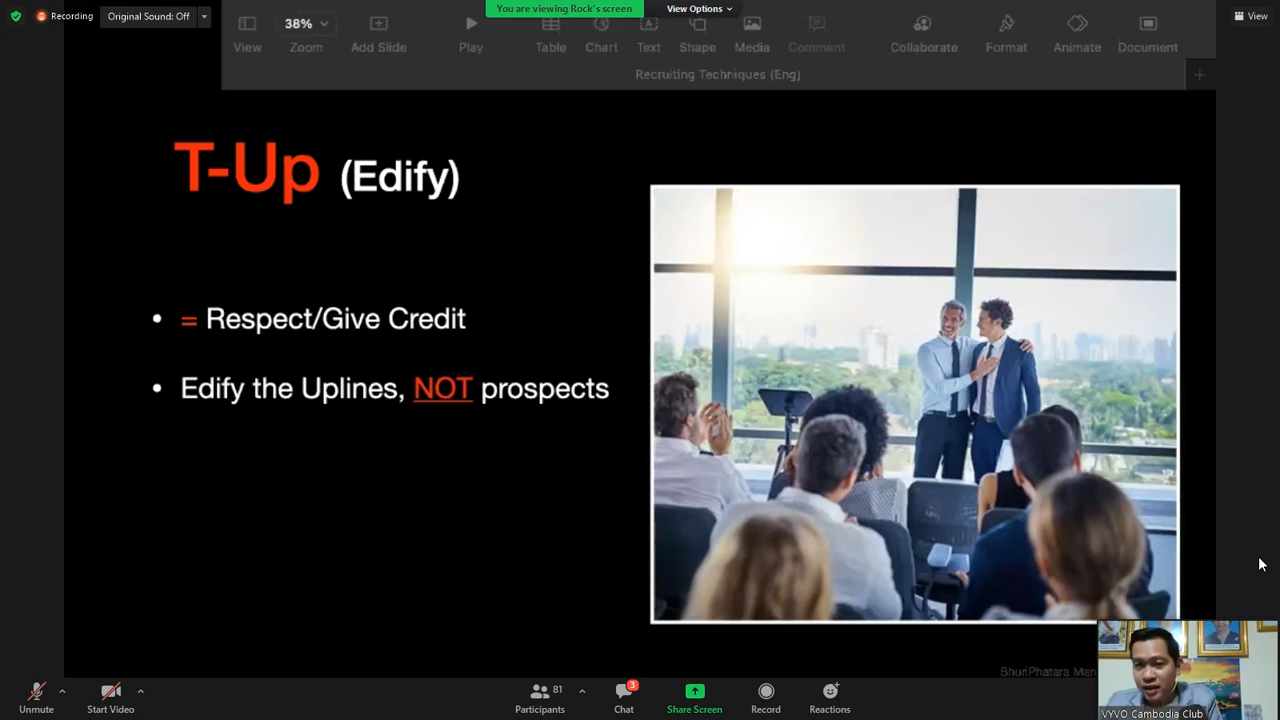 Recording
Original Sound: Off
You are viewing Rock's screen
View Options
View
38%
View
Zoom
Add Slide
Play
Table
Chart
Text
Shape
Media
Comment
Collaborate
Format
Animate
Document
Recruiting Techniques (Eng)
T-Up (Edify)
• = Respect/Give Credit
• Edify the Uplines, NOT prospects
BhuriPhatara Man
VYVO Cambodia Club
Unmute
Start Video
81
Participants
3
Chat
Share Screen
Record
Reactions